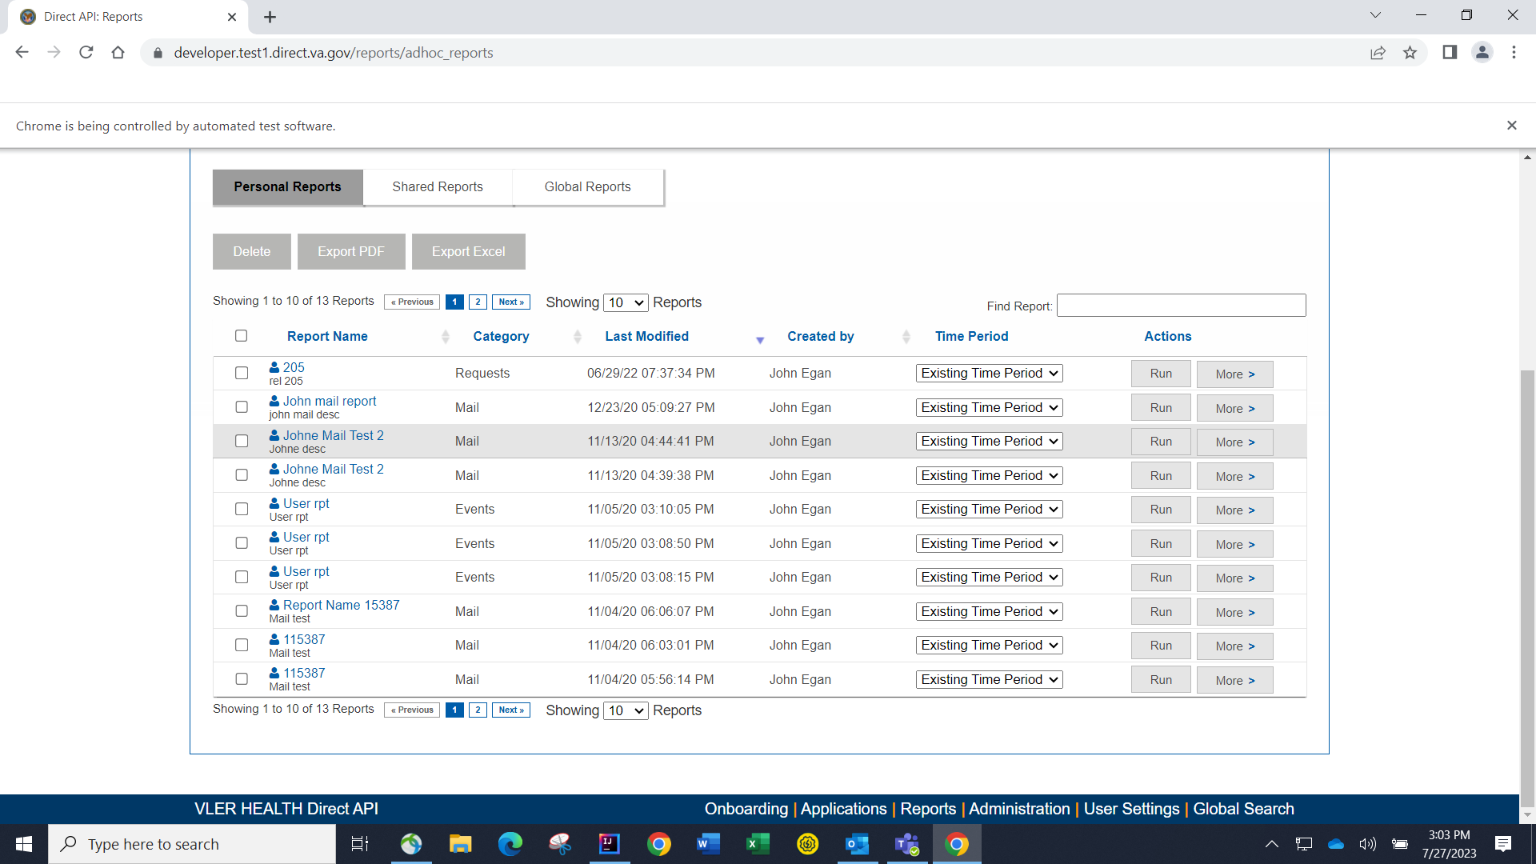 Direct API: Reports
developer.test1.direct.va.gov/reports/adhoc_reports
Chrome is being controlled by automated test software.
Personal Reports Shared Reports Global Reports
Delete Export PDF Export Excel
Showing 1 to 10 of 13 Reports « Previous 1 2 Next » Showing 10 Reports Find Report:
Report Name Category Last Modified Created by Time Period Actions
205 Requests 06/29/22 07:37:34 PM John Egan Existing Time Period Run More >
rel 205
John mail report Mail 12/23/20 05:09:27 PM John Egan Existing Time Period Run More >
john mail desc
Johne Mail Test 2 Mail 11/13/20 04:44:41 PM John Egan Existing Time Period Run More >
Johne desc
Johne Mail Test 2 Mail 11/13/20 04:39:38 PM John Egan Existing Time Period Run More >
Johne desc
User rpt Events 11/05/20 03:10:05 PM John Egan Existing Time Period Run More >
User rpt
User rpt Events 11/05/20 03:08:50 PM John Egan Existing Time Period Run More >
User rpt
User rpt Events 11/05/20 03:08:15 PM John Egan Existing Time Period Run More >
User rpt
Report Name 15387 Mail 11/04/20 06:06:07 PM John Egan Existing Time Period Run More >
Mail test
115387 Mail 11/04/20 06:03:01 PM John Egan Existing Time Period Run More >
Mail test
115387 Mail 11/04/20 05:56:14 PM John Egan Existing Time Period Run More >
Mail test
Showing 1 to 10 of 13 Reports « Previous 1 2 Next » Showing 10 Reports
VLER HEALTH Direct API Onboarding | Applications | Reports | Administration | User Settings | Global Search
Type here to search
3:03 PM
7/27/2023